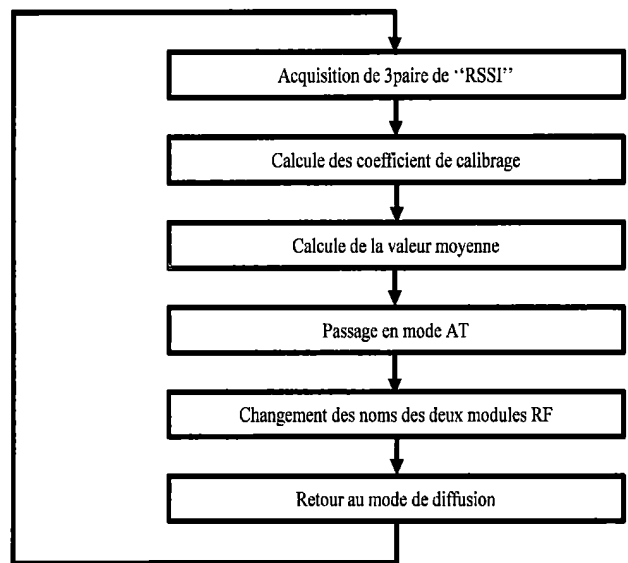 Acquisition de 3paire de ‘‘RSSI’’
Calcule des coefficient de calibrage
Calcule de la valeur moyenne
Passage en mode AT
Changement des noms des deux modules RF
Retour au mode de diffusion